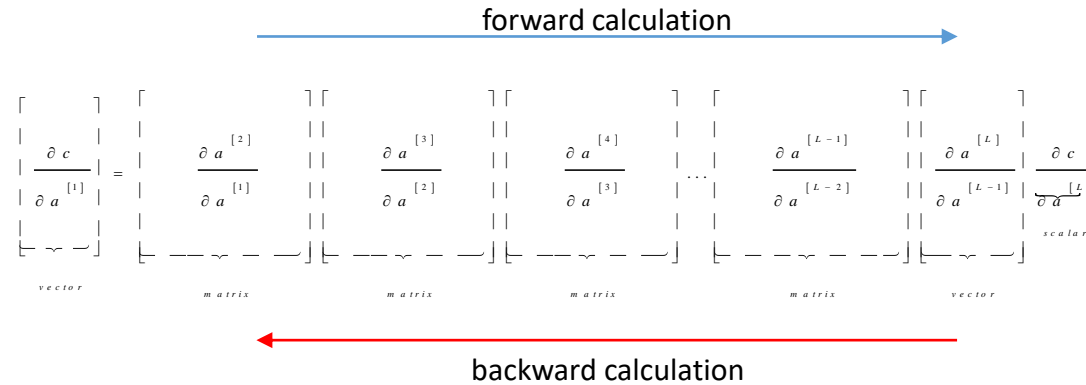 forward calculation
∂c/∂a^[1] = ∂a^[2]/∂a^[1] ∂a^[3]/∂a^[2] ∂a^[4]/∂a^[3] ... ∂a^[L-1]/∂a^[L-2] ∂a^[L]/∂a^[L-1] ∂c/∂a^[L
scalar
vector matrix matrix matrix matrix vector
backward calculation